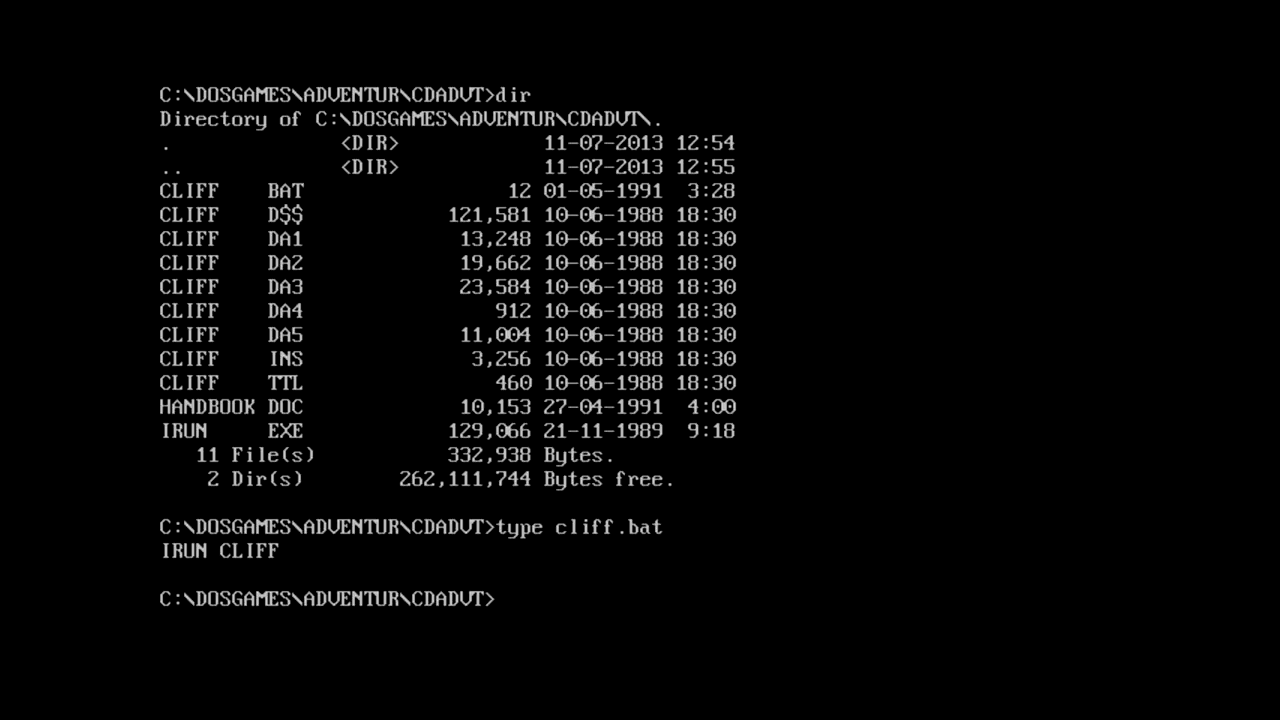 C:\DOSGAMES\ADVENTUR\CDADVT>dir
Directory of C:\DOSGAMES\ADVENTUR\CDADVT\.
. <DIR> 11-07-2013 12:54
.. <DIR> 11-07-2013 12:55
CLIFF BAT 12 01-05-1991 3:28
CLIFF D$$ 121,581 10-06-1988 18:30
CLIFF DA1 13,248 10-06-1988 18:30
CLIFF DA2 19,662 10-06-1988 18:30
CLIFF DA3 23,584 10-06-1988 18:30
CLIFF DA4 912 10-06-1988 18:30
CLIFF DA5 11,004 10-06-1988 18:30
CLIFF INS 3,256 10-06-1988 18:30
CLIFF TTL 460 10-06-1988 18:30
HANDBOOK DOC 10,153 27-04-1991 4:00
IRUN EXE 129,066 21-11-1989 9:18
11 File(s) 332,938 Bytes.
2 Dir(s) 262,111,744 Bytes free.
C:\DOSGAMES\ADVENTUR\CDADVT>type cliff.bat
IRUN CLIFF
C:\DOSGAMES\ADVENTUR\CDADVT>